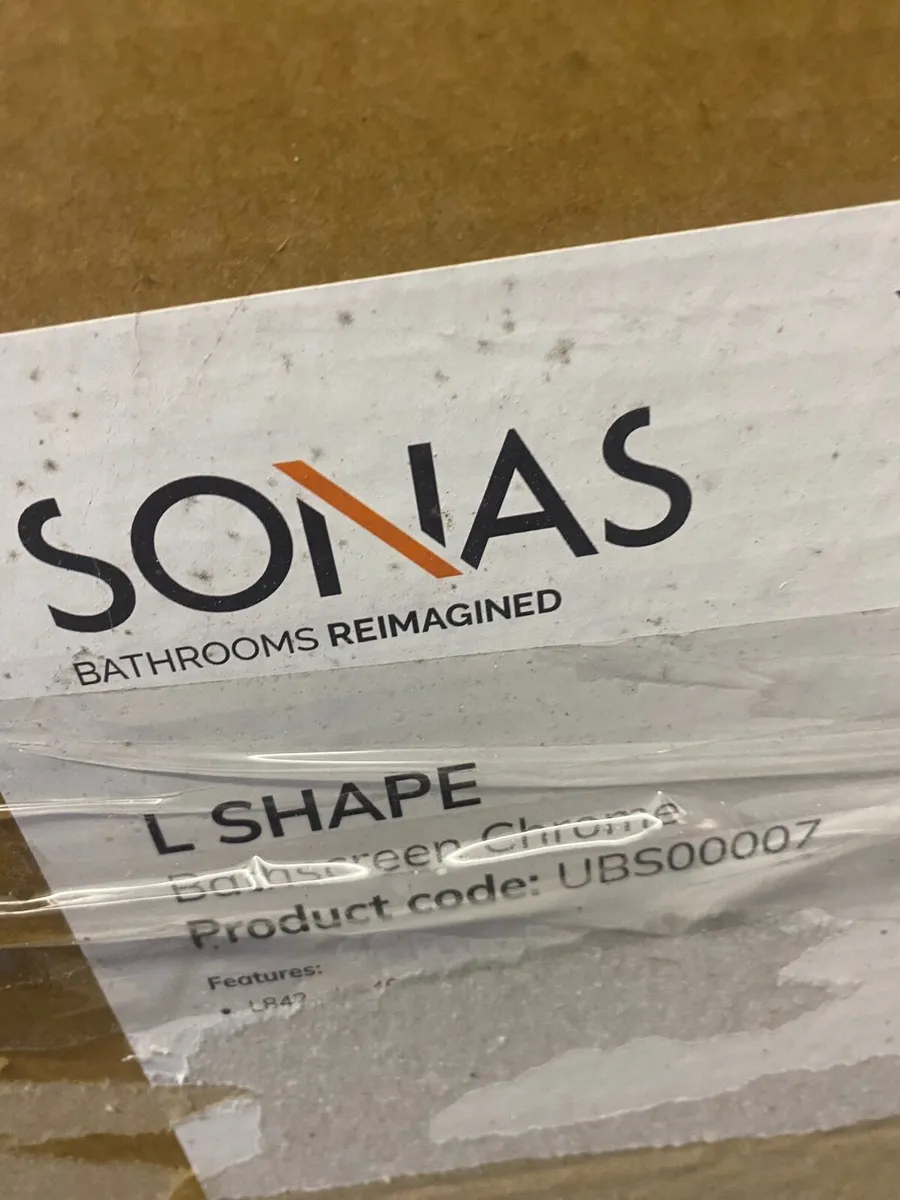 SONAS
BATHROOMS REIMAGINED
L SHAPE
Bathscreen Chrome
Product code: UBS00007
Features: